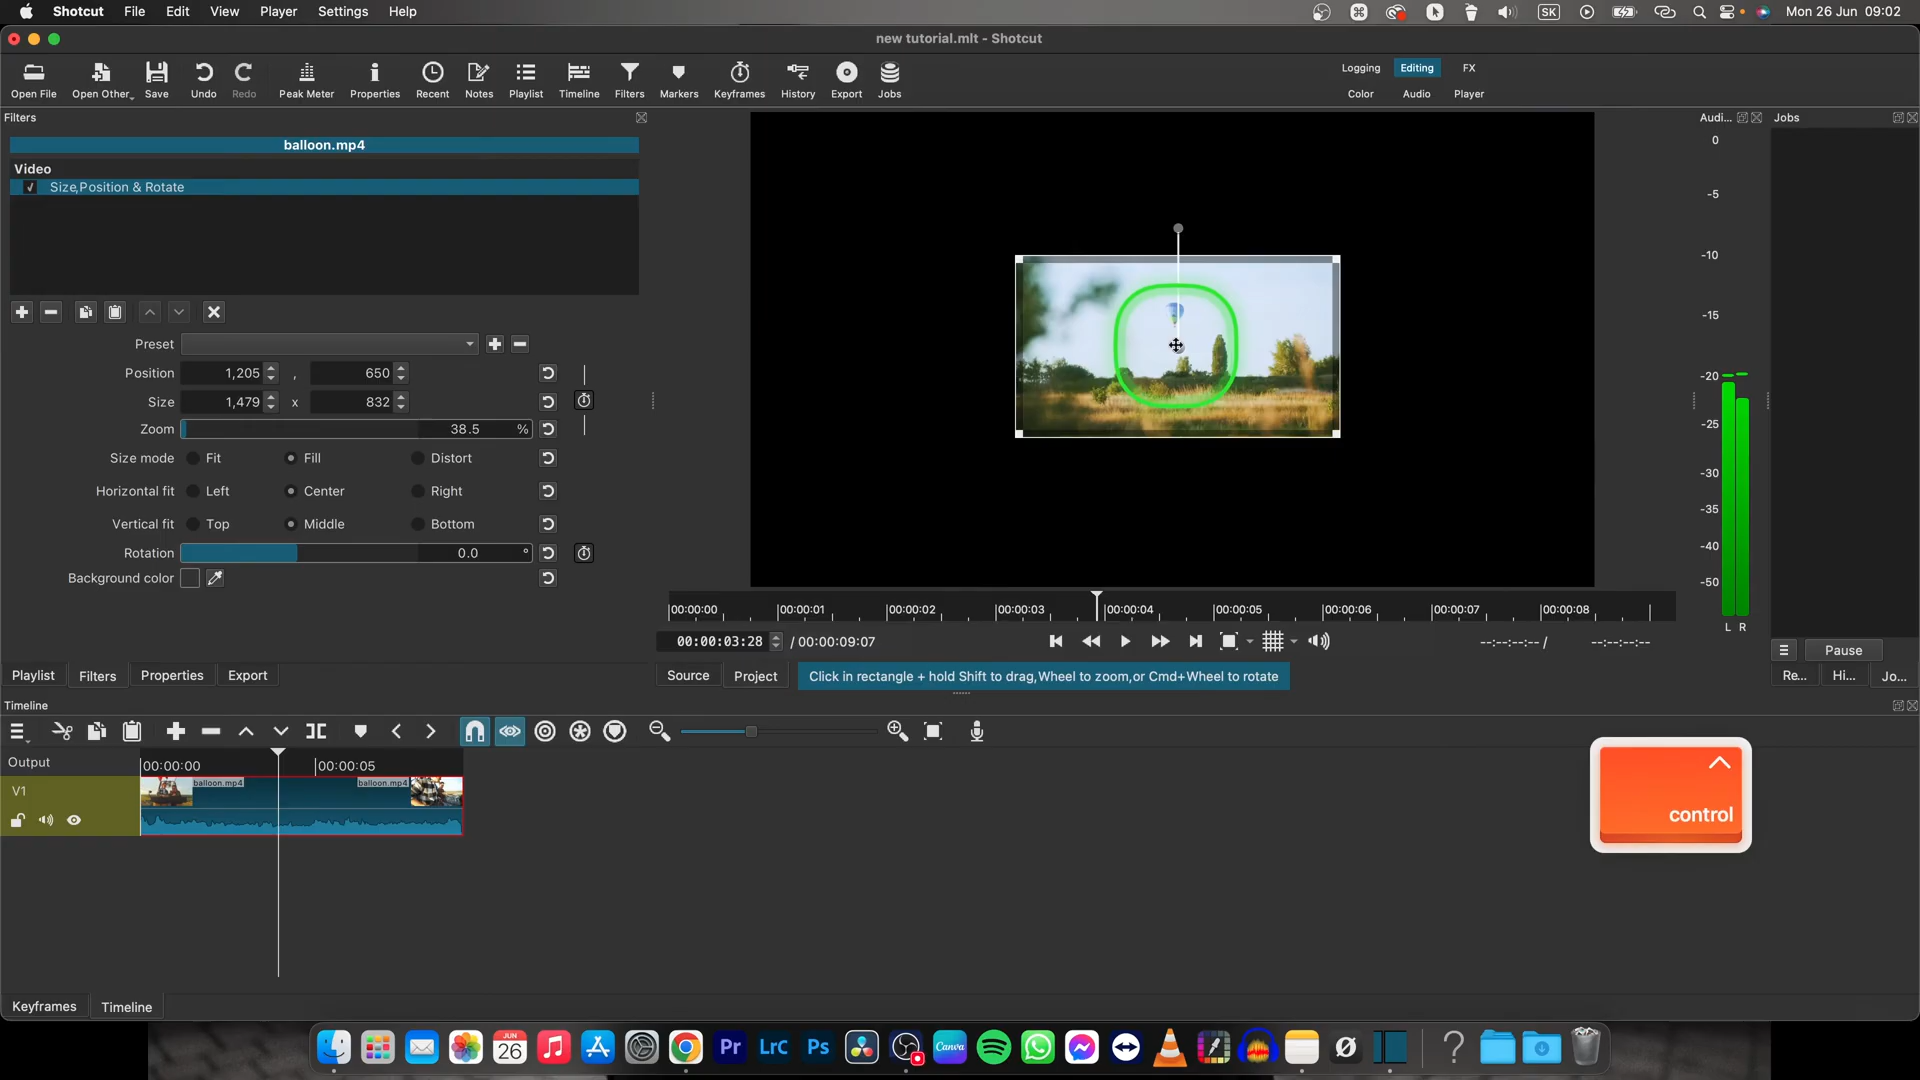 Shotcut File Edit View Player Settings Help SK Mon 26 Jun 09:02
new tutorial.mlt - Shotcut
Open File Open Other... Save Undo Redo Peak Meter Properties Recent Notes Playlist Timeline Filters Markers Keyframes History Export Jobs
Logging Editing FX
Color Audio Player
Filters
Audi... Jobs
balloon.mp4
Video
Size,Position & Rotate
Preset
Position 1,205 , 650
Size 1,479 x 832
Zoom 38.5 %
Size mode Fit Fill Distort
Horizontal fit Left Center Right
Vertical fit Top Middle Bottom
Rotation 0.0 °
Background color
0
-5
-10
-15
-20
-25
-30
-35
-40
-50
L R
00:00:00 00:00:01 00:00:02 00:00:03 00:00:04 00:00:05 00:00:06 00:00:07 00:00:08
00:00:03:28 / 00:00:09:07 --:--:--:-- / --:--:--:--
Pause
Playlist Filters Properties Export
Source Project Click in rectangle + hold Shift to drag,Wheel to zoom,or Cmd+Wheel to rotate
Re... Hi... Jo...
Timeline
Output 00:00:00 00:00:05
V1 balloon.mp4 balloon.mp4
control
Keyframes Timeline
JUN 26 Pr LrC Ps Canva